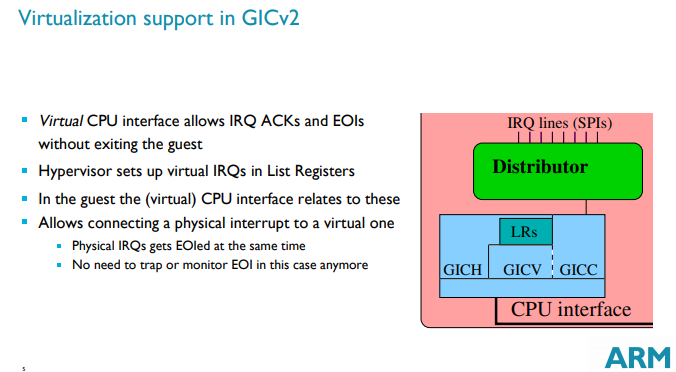 Virtualization support in GICv2
Virtual CPU interface allows IRQ ACKs and EOIs
without exiting the guest
Hypervisor sets up virtual IRQs in List Registers
In the guest the (virtual) CPU interface relates to these
Allows connecting a physical interrupt to a virtual one
Physical IRQs gets EOIed at the same time
No need to trap or monitor EOI in this case anymore
IRQ lines (SPIs)
Distributor
LRs
GICH GICV GICC
CPU interface
5
ARM